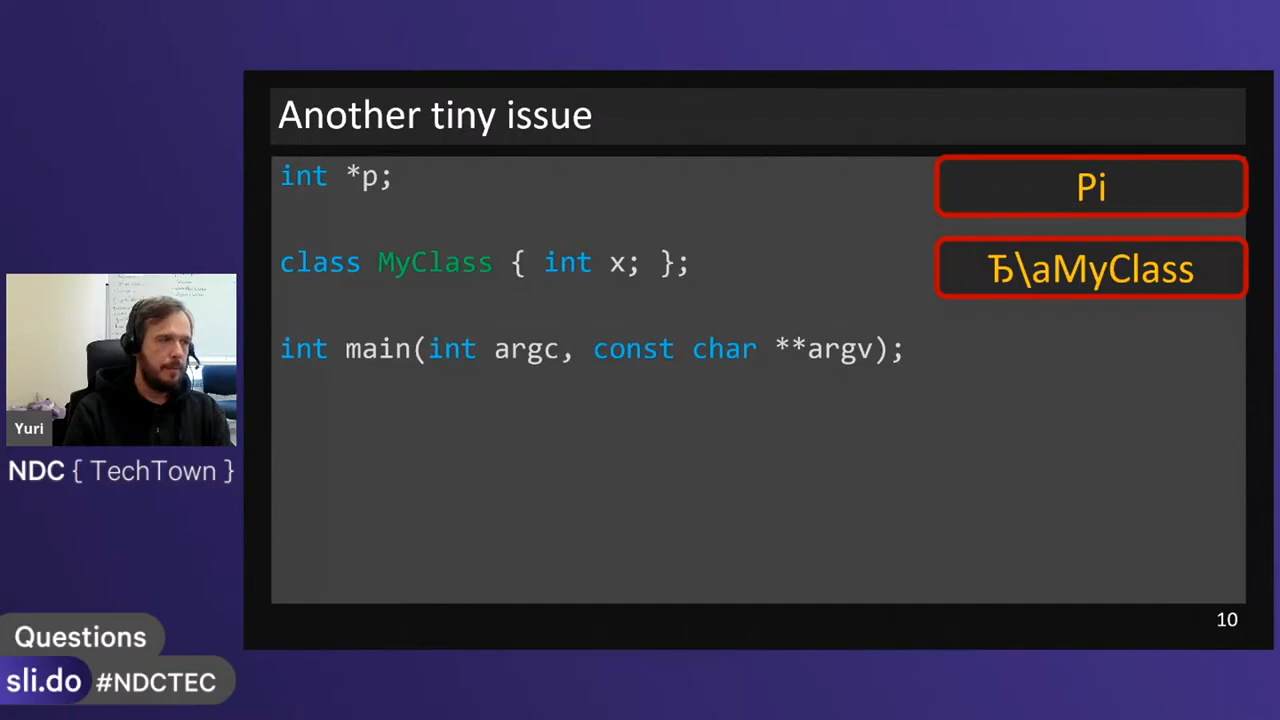 Another tiny issue
int *p;
Pi
class MyClass { int x; };
Ђ\aMyClass
int main(int argc, const char **argv);
10
Yuri
NDC { TechTown }
Questions
sli.do #NDCTEC